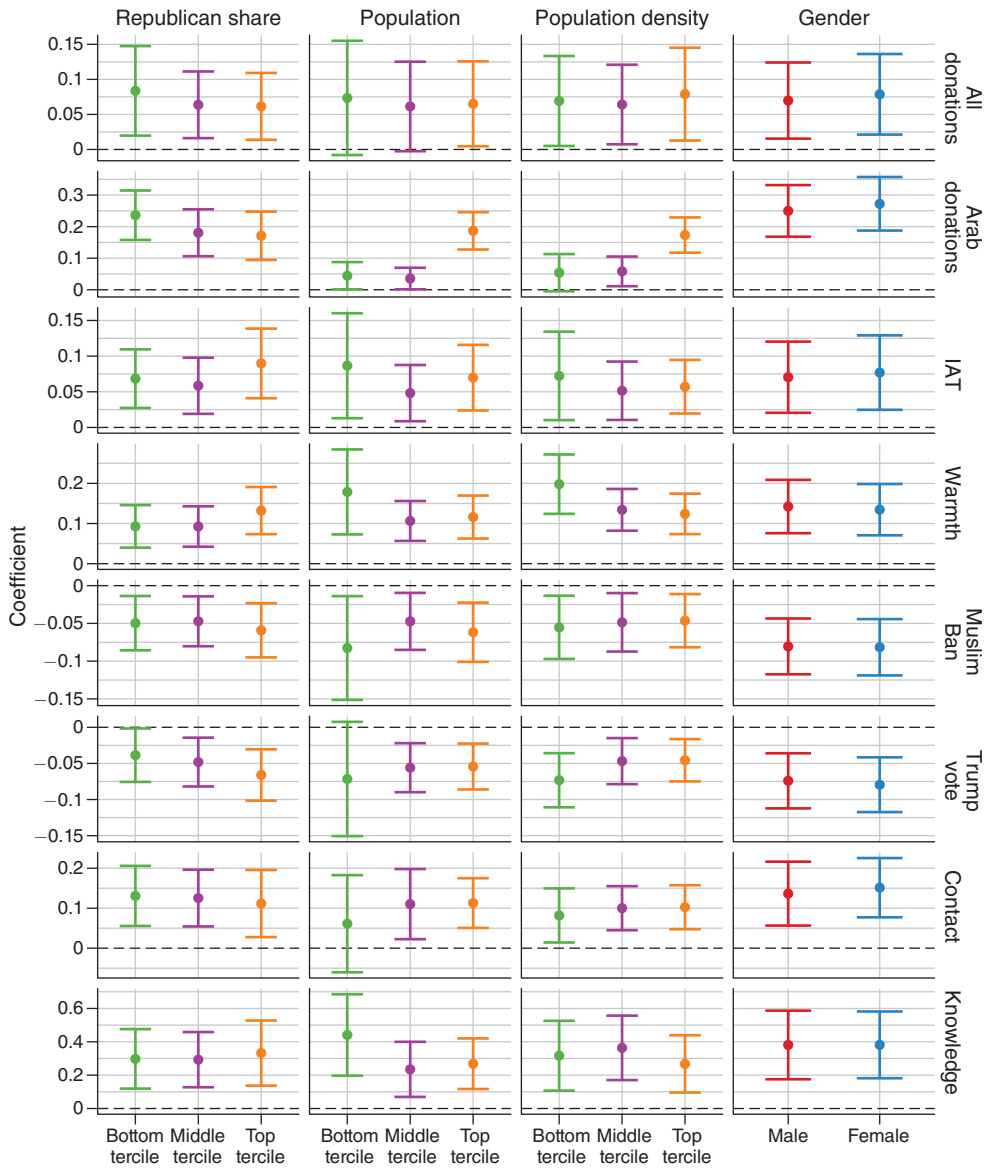 Republican share Population Population density Gender
0.15
0.1
0.05
0
All
donations
0.3
0.2
0.1
0
Arab
donations
0.15
0.1
0.05
0
IAT
0.2
0.1
0
Warmth
Coefficient
0
−0.05
−0.1
−0.15
Muslim
Ban
0
−0.05
−0.1
−0.15
Trump
vote
0.2
0.1
0
Contact
0.6
0.4
0.2
0
Knowledge
Bottom Middle Top Bottom Middle Top Bottom Middle Top Male Female
tercile tercile tercile tercile tercile tercile tercile tercile tercile